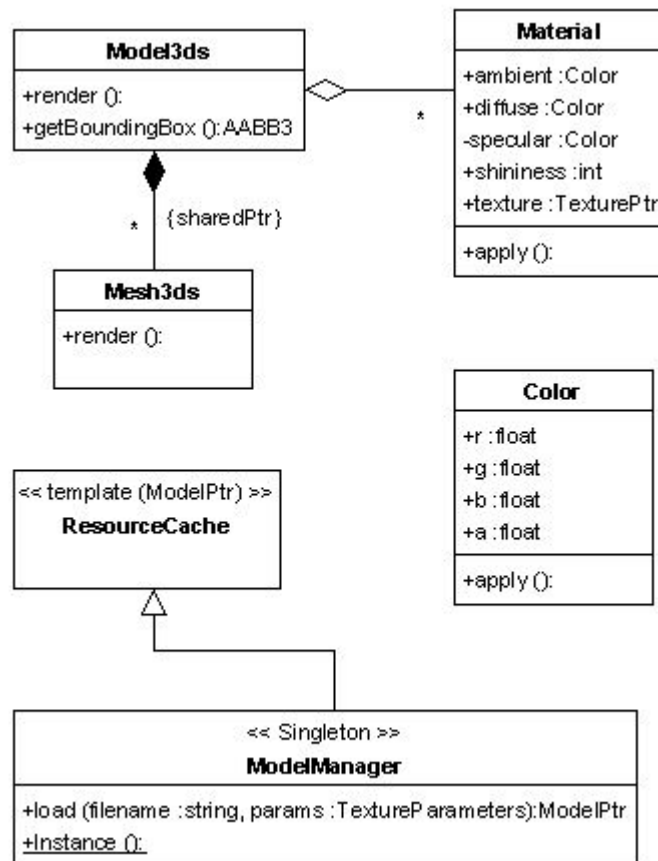 Model3ds
+render ():
+getBoundingBox ():AABB3
*
{sharedPtr}
Mesh3ds
+render ():
*
Material
+ambient :Color
+diffuse :Color
-specular :Color
+shininess :int
+texture :TexturePtr
+apply ():
Color
+r :float
+g :float
+b :float
+a :float
+apply ():
<< template (ModelPtr) >>
ResourceCache
<< Singleton >>
ModelManager
+load (filename :string, params :TextureParameters):ModelPtr
+Instance ():